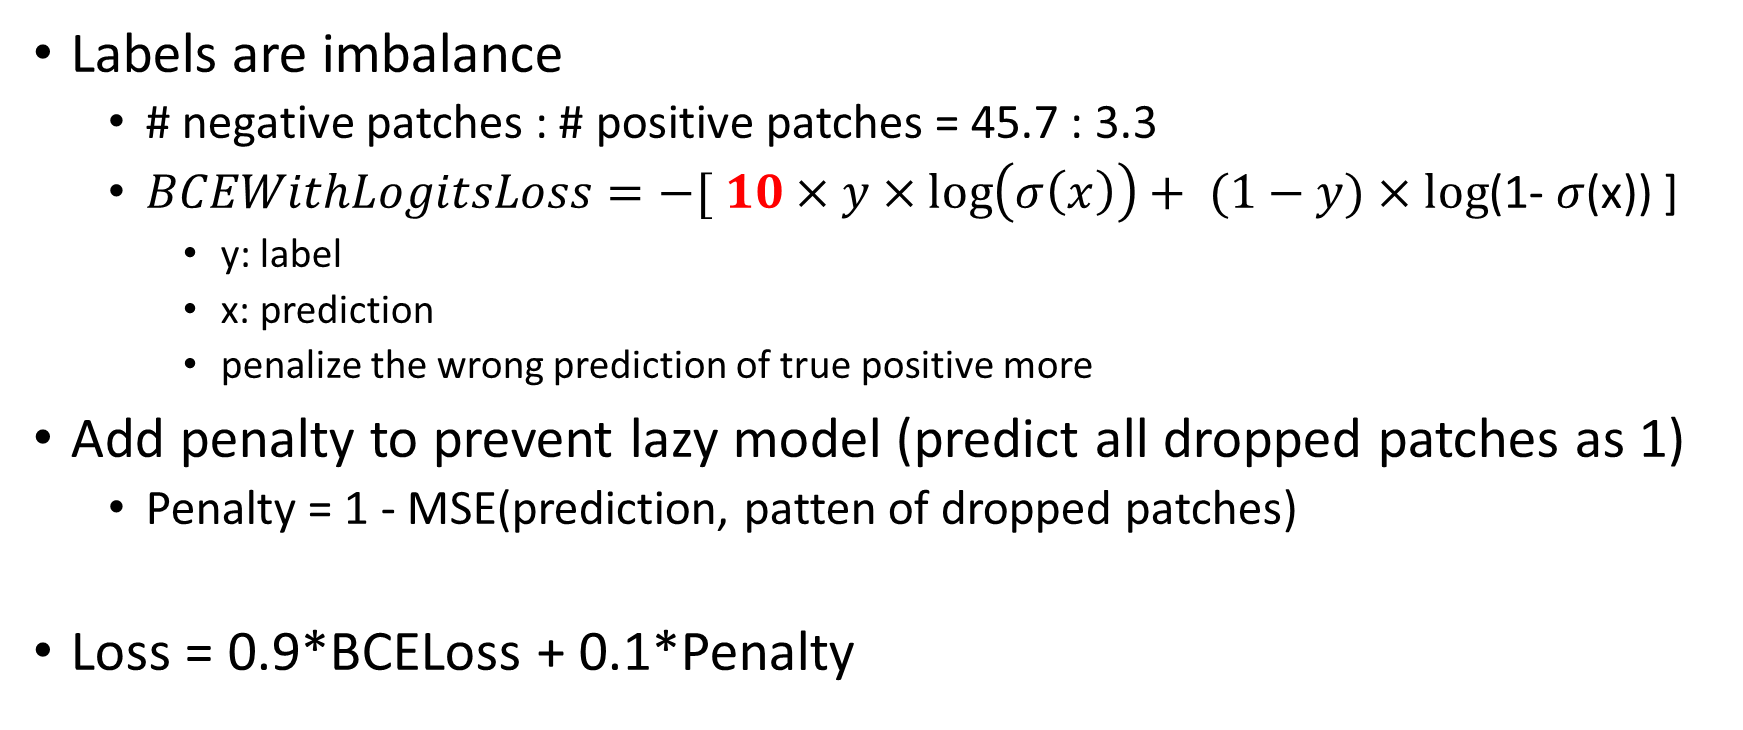 • Labels are imbalance
• # negative patches : # positive patches = 45.7 : 3.3
• BCEWithLogitsLoss = −[ 10 × y × log(σ(x)) + (1 − y) × log(1- σ(x)) ]
• y: label
• x: prediction
• penalize the wrong prediction of true positive more
• Add penalty to prevent lazy model (predict all dropped patches as 1)
• Penalty = 1 - MSE(prediction, patten of dropped patches)
• Loss = 0.9*BCELoss + 0.1*Penalty